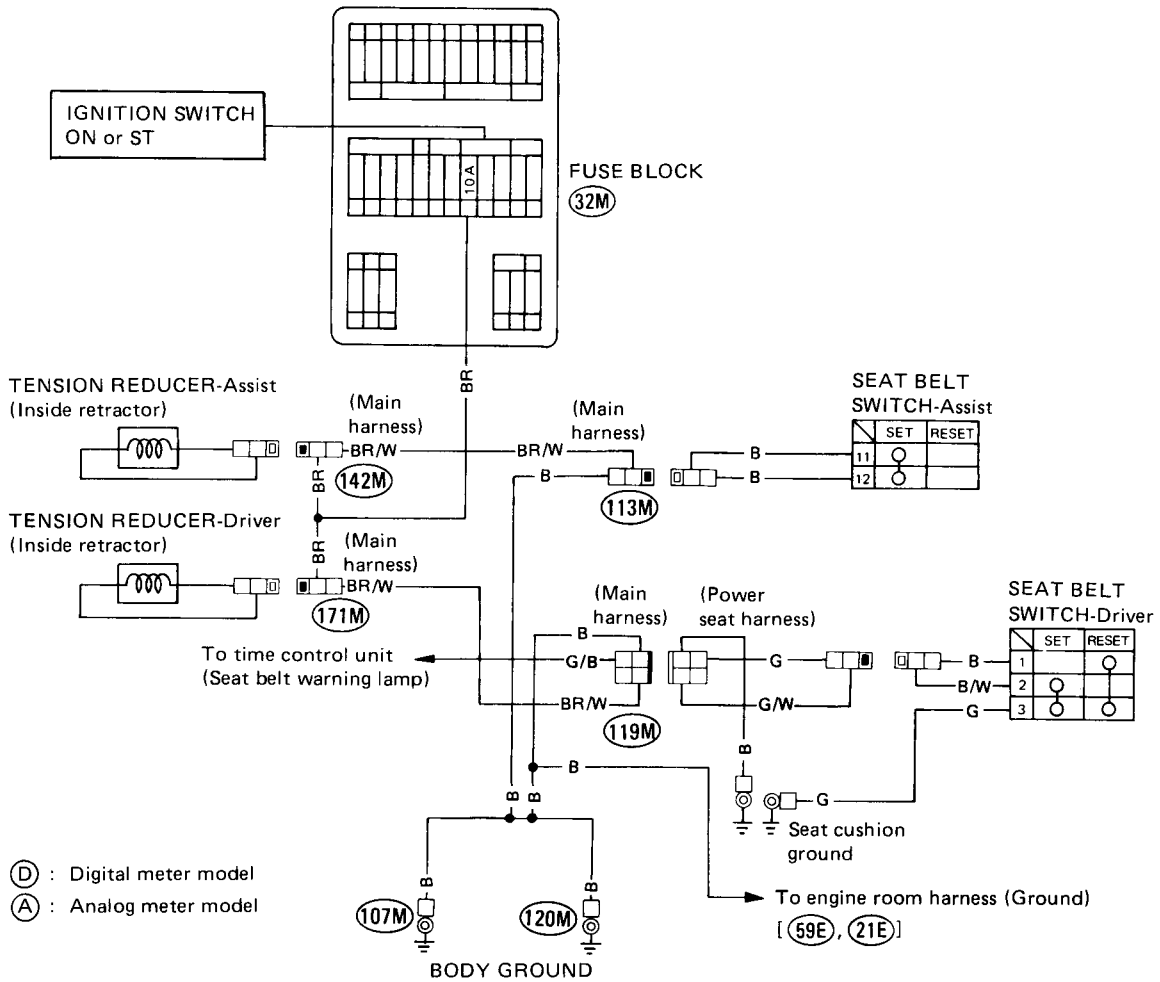 IGNITION SWITCH
ON or ST
10A
FUSE BLOCK
32M
BR
TENSION REDUCER-Assist
(Inside retractor)
(Main
harness)
BR/W
142M
BR
(Main
harness)
BR/W
B
113M
B
B
SEAT BELT
SWITCH-Assist
SET RESET
11
12
TENSION REDUCER-Driver
(Inside retractor)
BR
(Main
harness)
BR/W
171M
To time control unit
(Seat belt warning lamp)
(Main
harness)
B
G/B
BR/W
119M
(Power
seat harness)
G
G/W
B
SEAT BELT
SWITCH-Driver
SET RESET
1
2
3
B
B/W
G
B
B
B
G
Seat cushion
ground
B
B
107M
120M
BODY GROUND
To engine room harness (Ground)
[ 59E , 21E ]
D : Digital meter model
A : Analog meter model